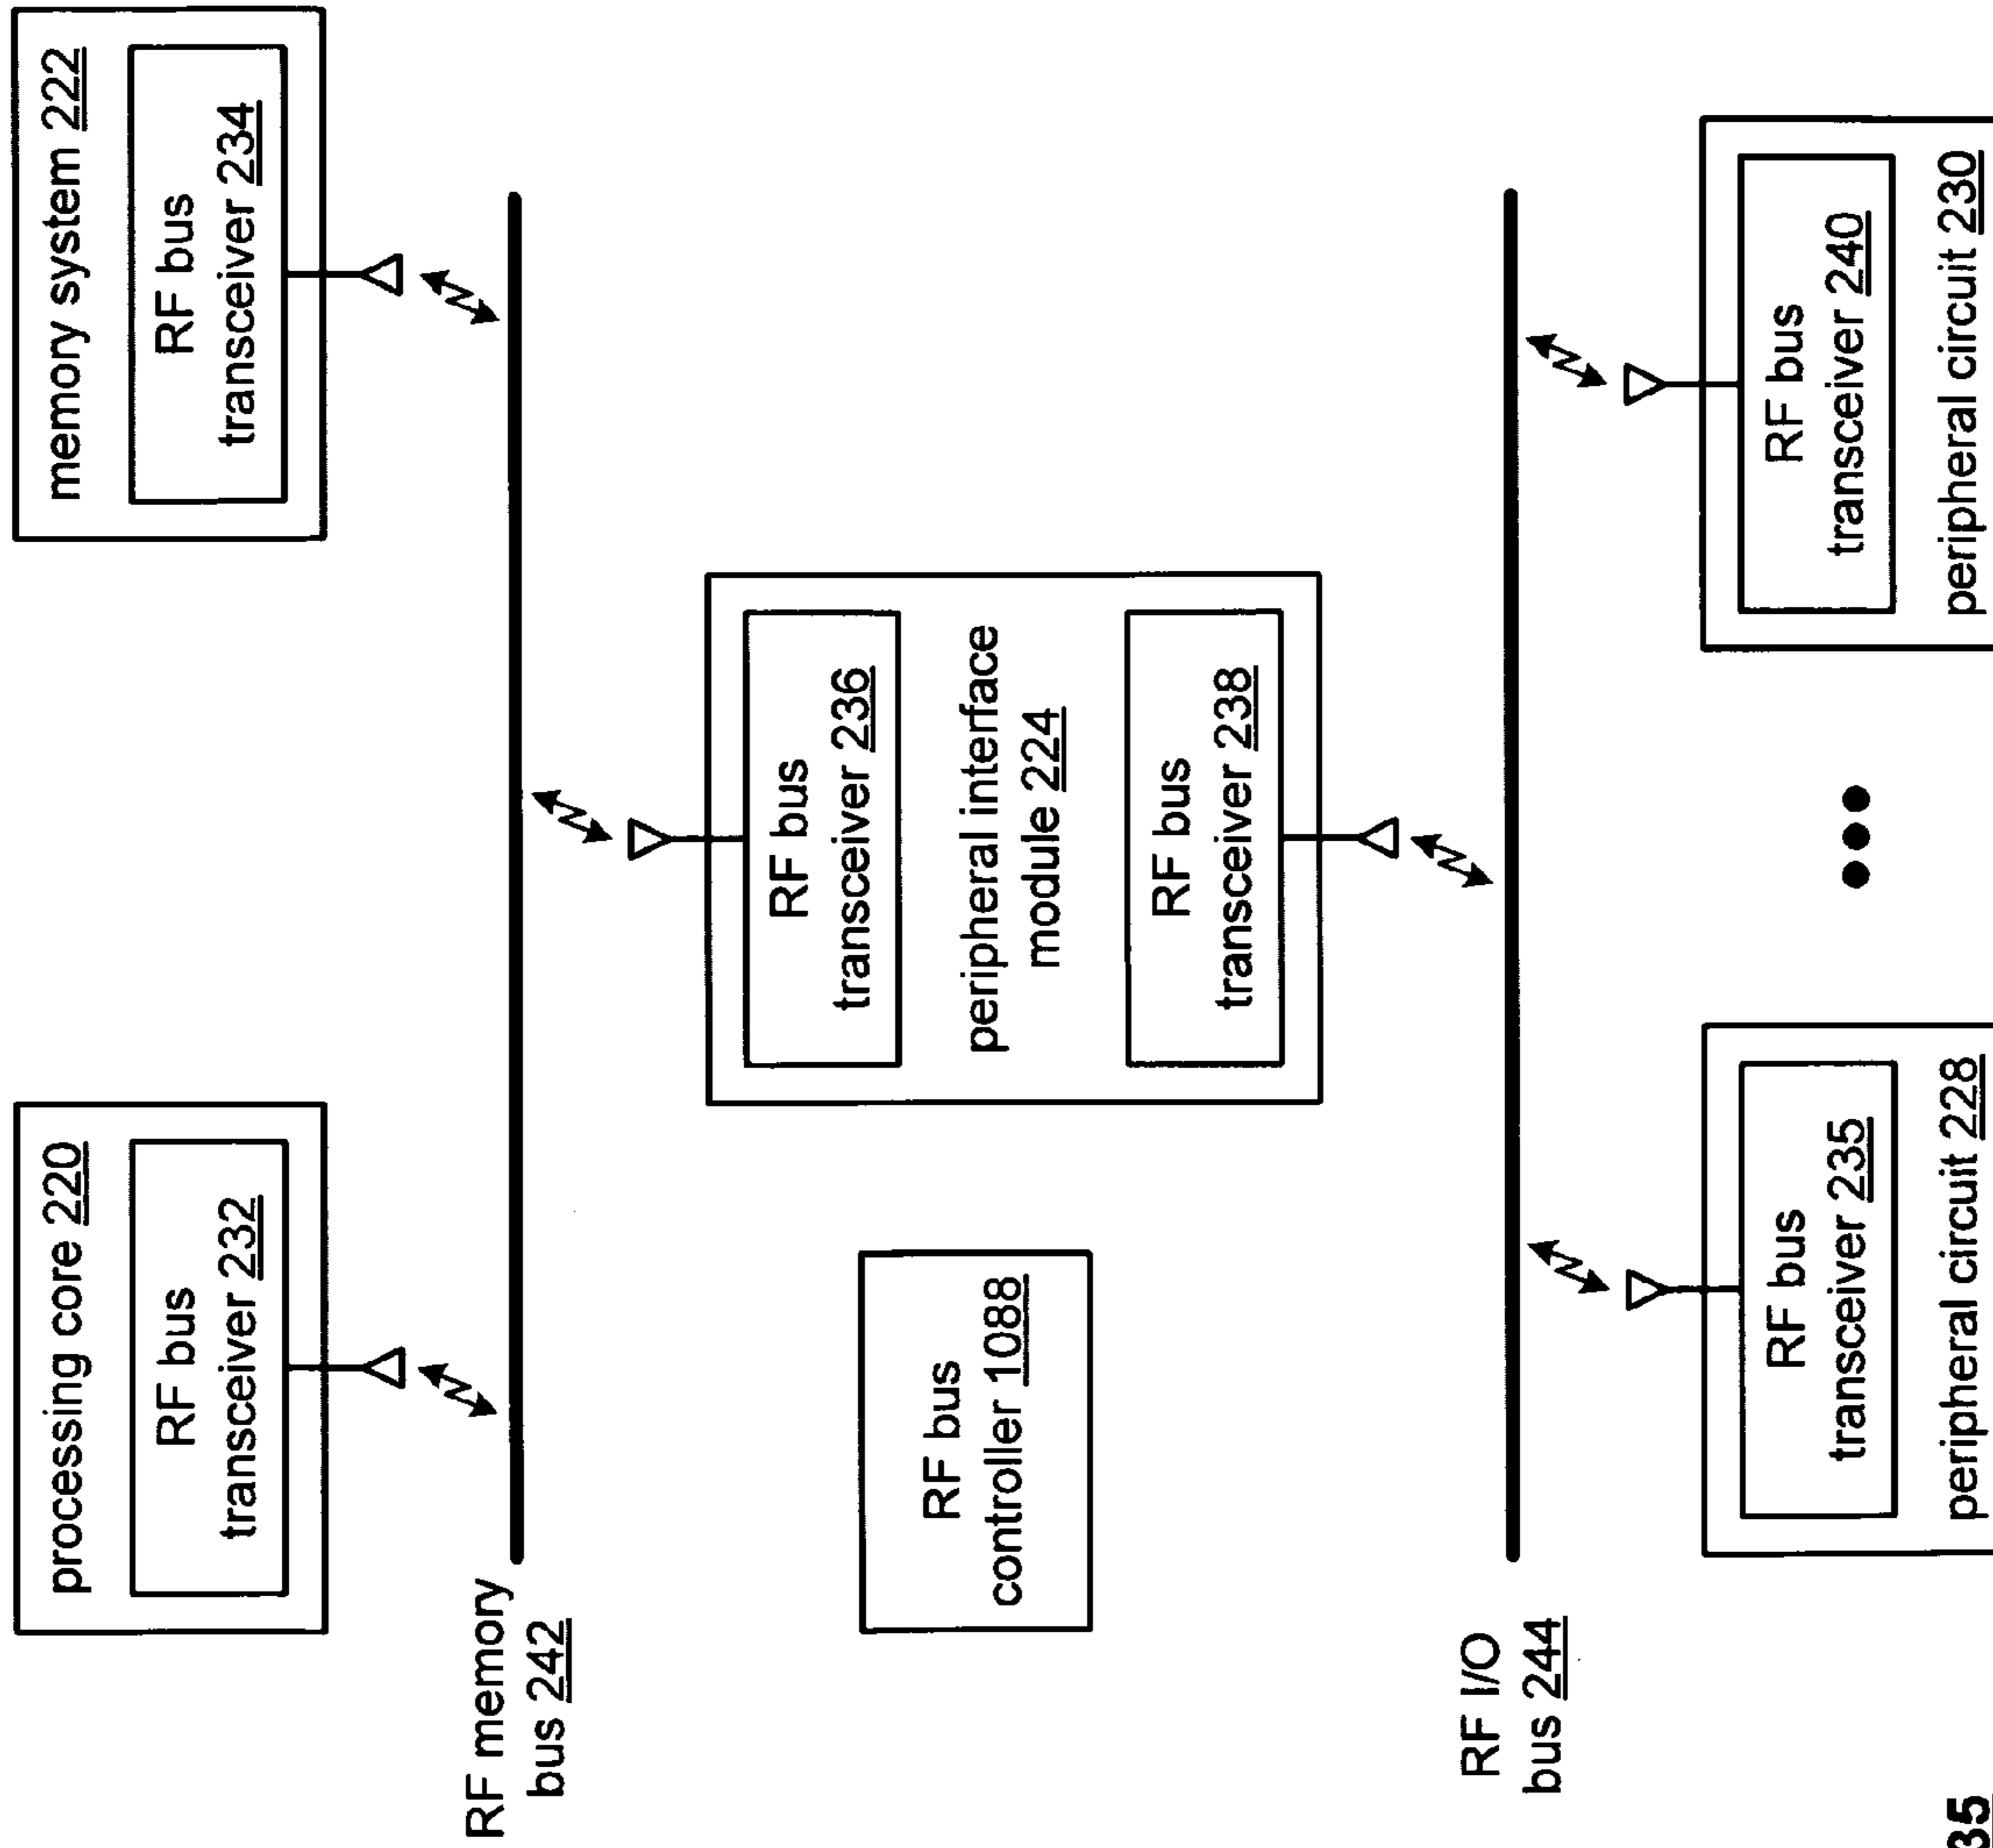 processing core 220
RF bus
transceiver 232
memory system 222
RF bus
transceiver 234
RF memory
bus 242
RF bus
transceiver 236
peripheral interface
module 224
RF bus
transceiver 238
RF bus
controller 1088
RF I/O
bus 244
RF bus
transceiver 235
peripheral circuit 228
RF bus
transceiver 240
peripheral circuit 230
35